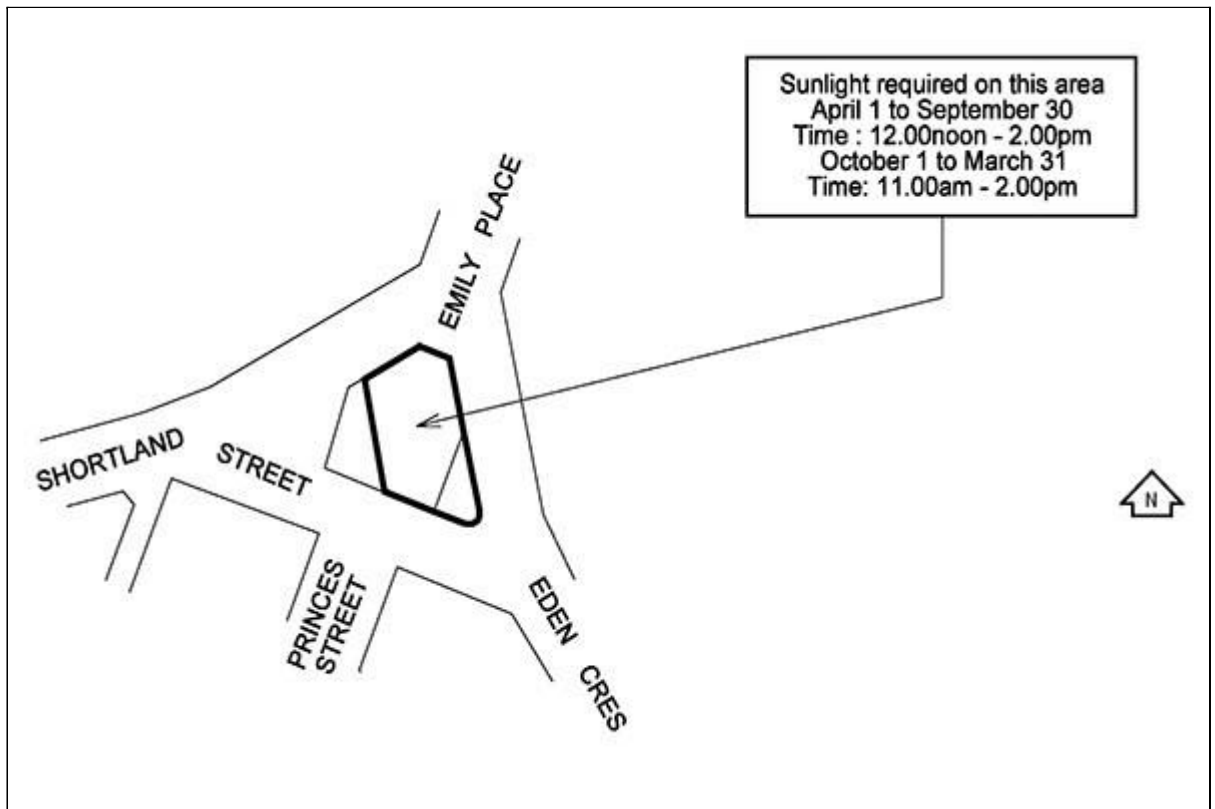 Sunlight required on this area
April 1 to September 30
Time : 12.00noon - 2.00pm
October 1 to March 31
Time: 11.00am - 2.00pm
EMILY PLACE
SHORTLAND STREET
N
PRINCES
STREET
EDEN CRES